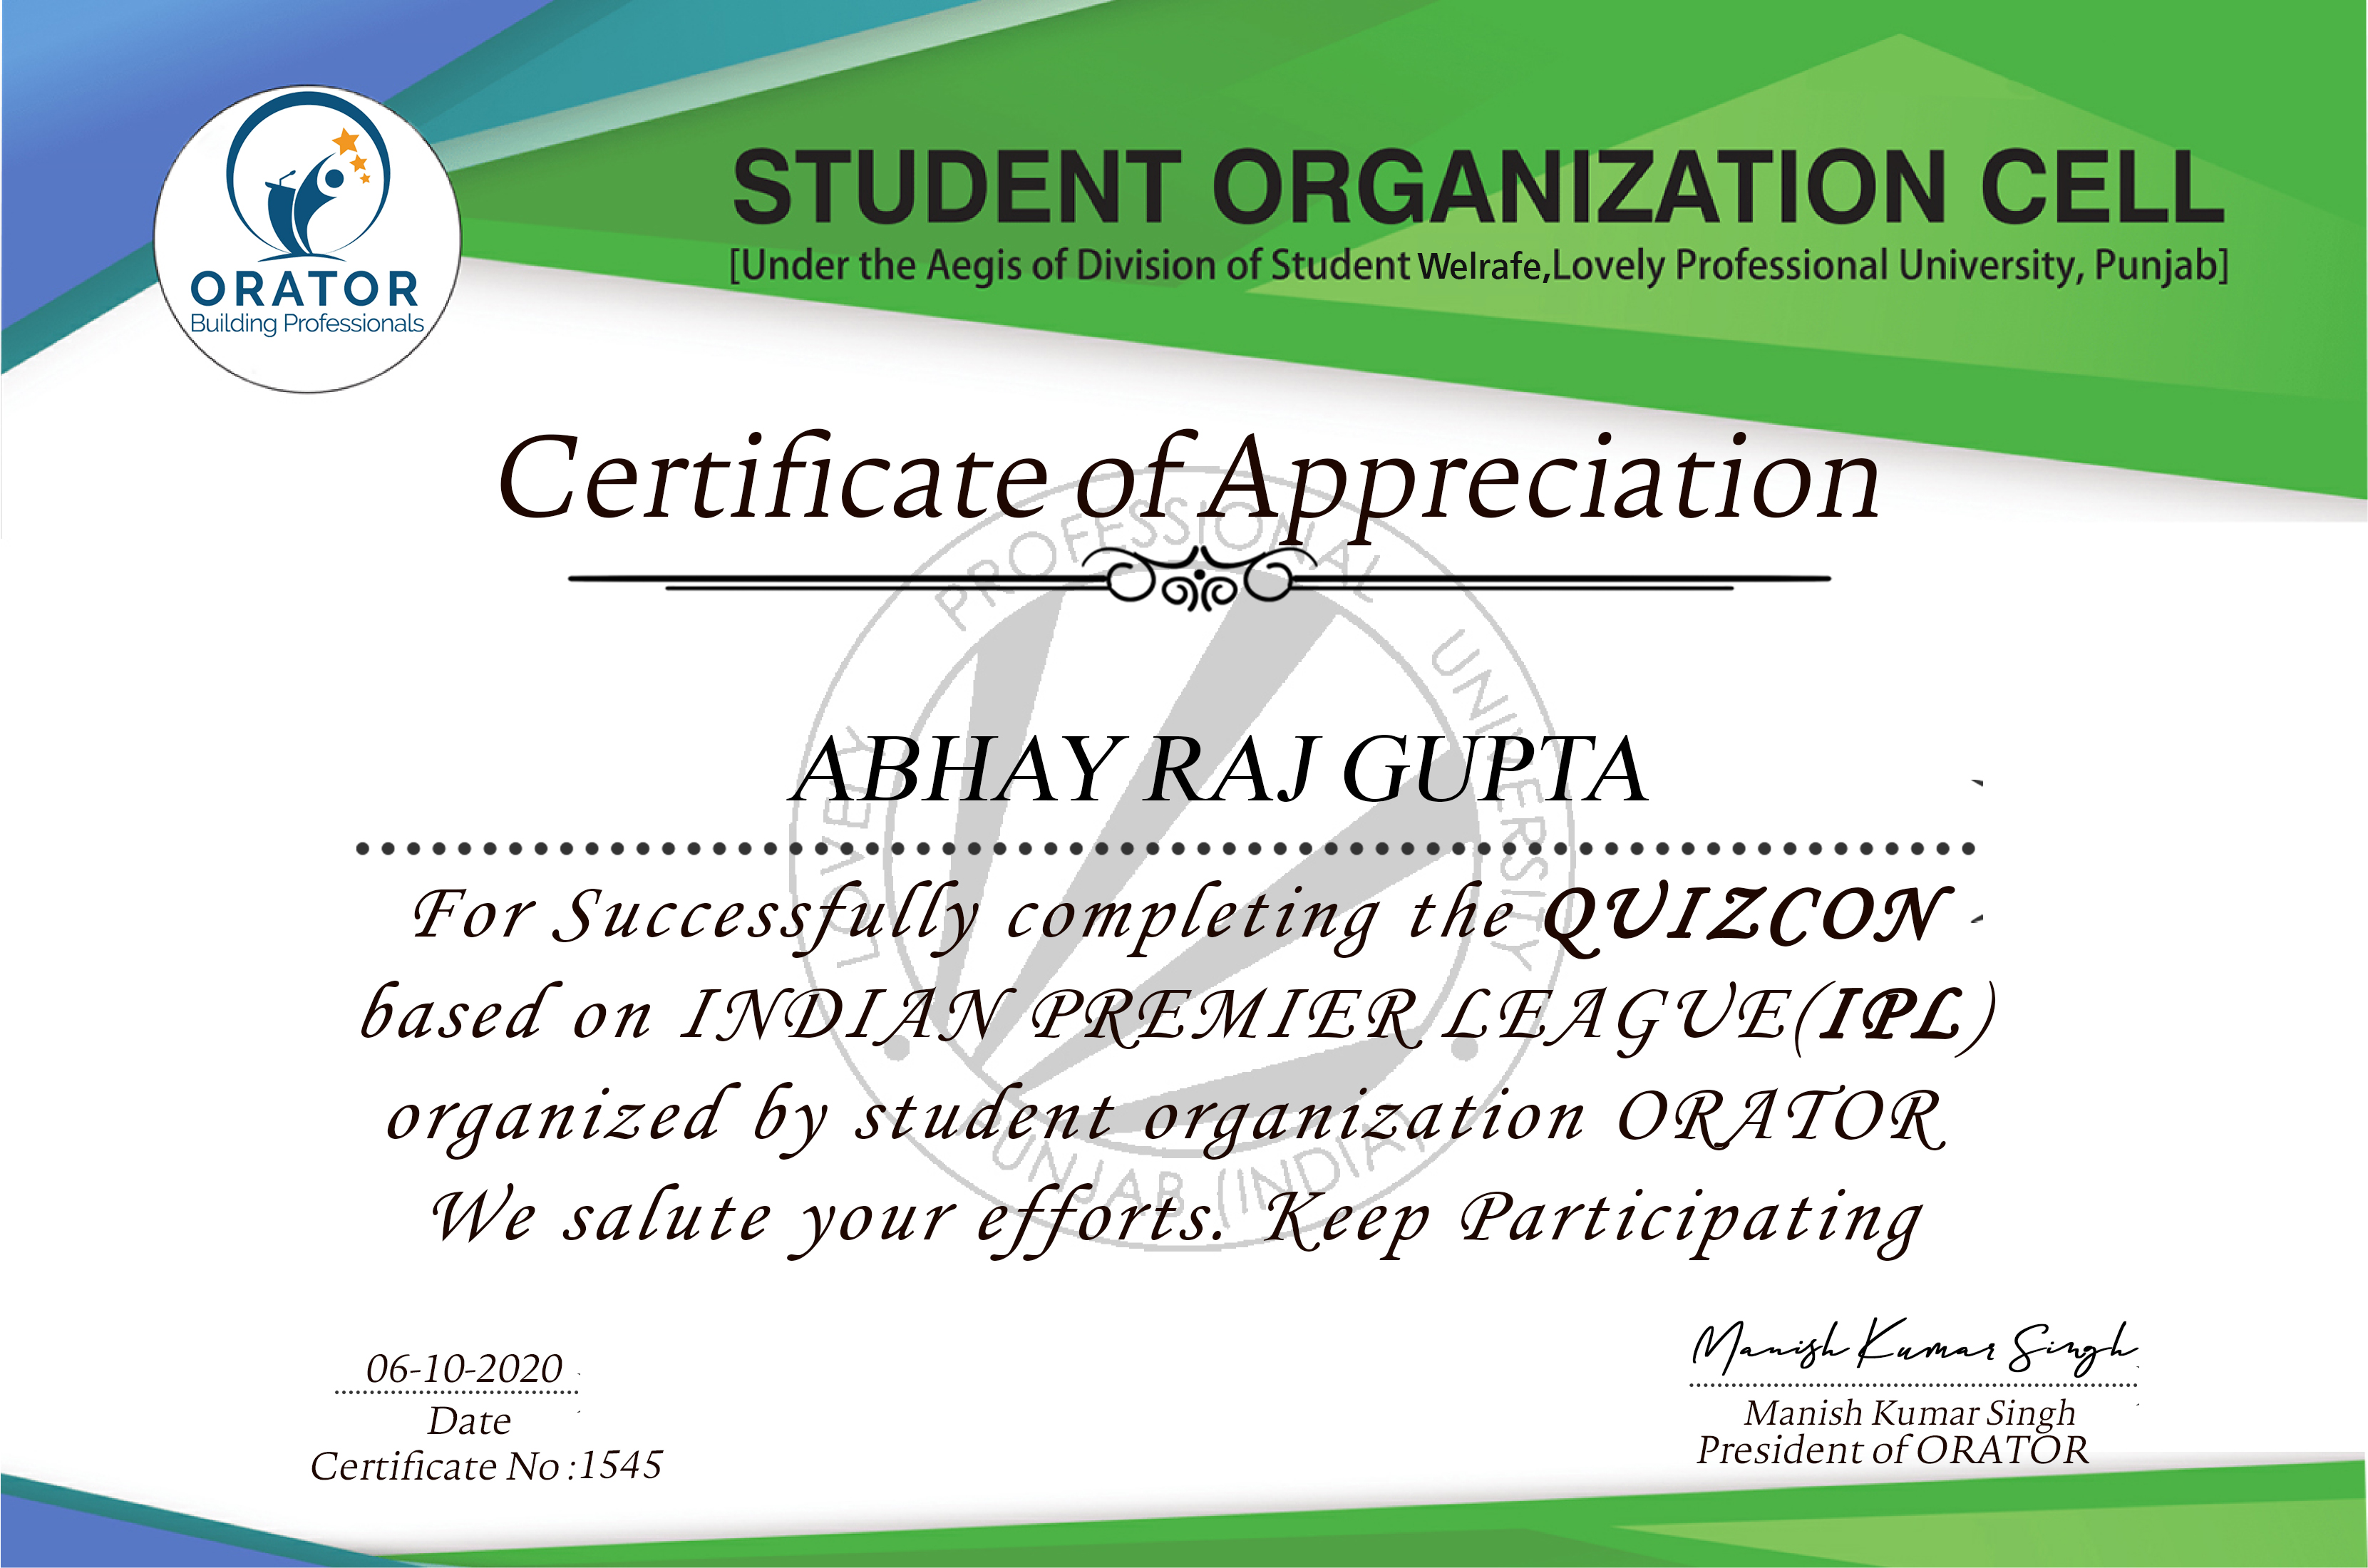 STUDENT ORGANIZATION CELL
[Under the Aegis of Division of Student Welrafe,Lovely Professional University, Punjab]
ORATOR
Building Professionals
Certificate of Appreciation
LOVELY PROFESSIONAL UNIVERSITY
PUNJAB (INDIA)
ABHAY RAJ GUPTA
For Successfully completing the QUIZCON
based on INDIAN PREMIER LEAGUE(IPL)
organized by student organization ORATOR
We salute your efforts. Keep Participating
06-10-2020
Date
Certificate No :1545
Manish Kumar Singh
Manish Kumar Singh
President of ORATOR